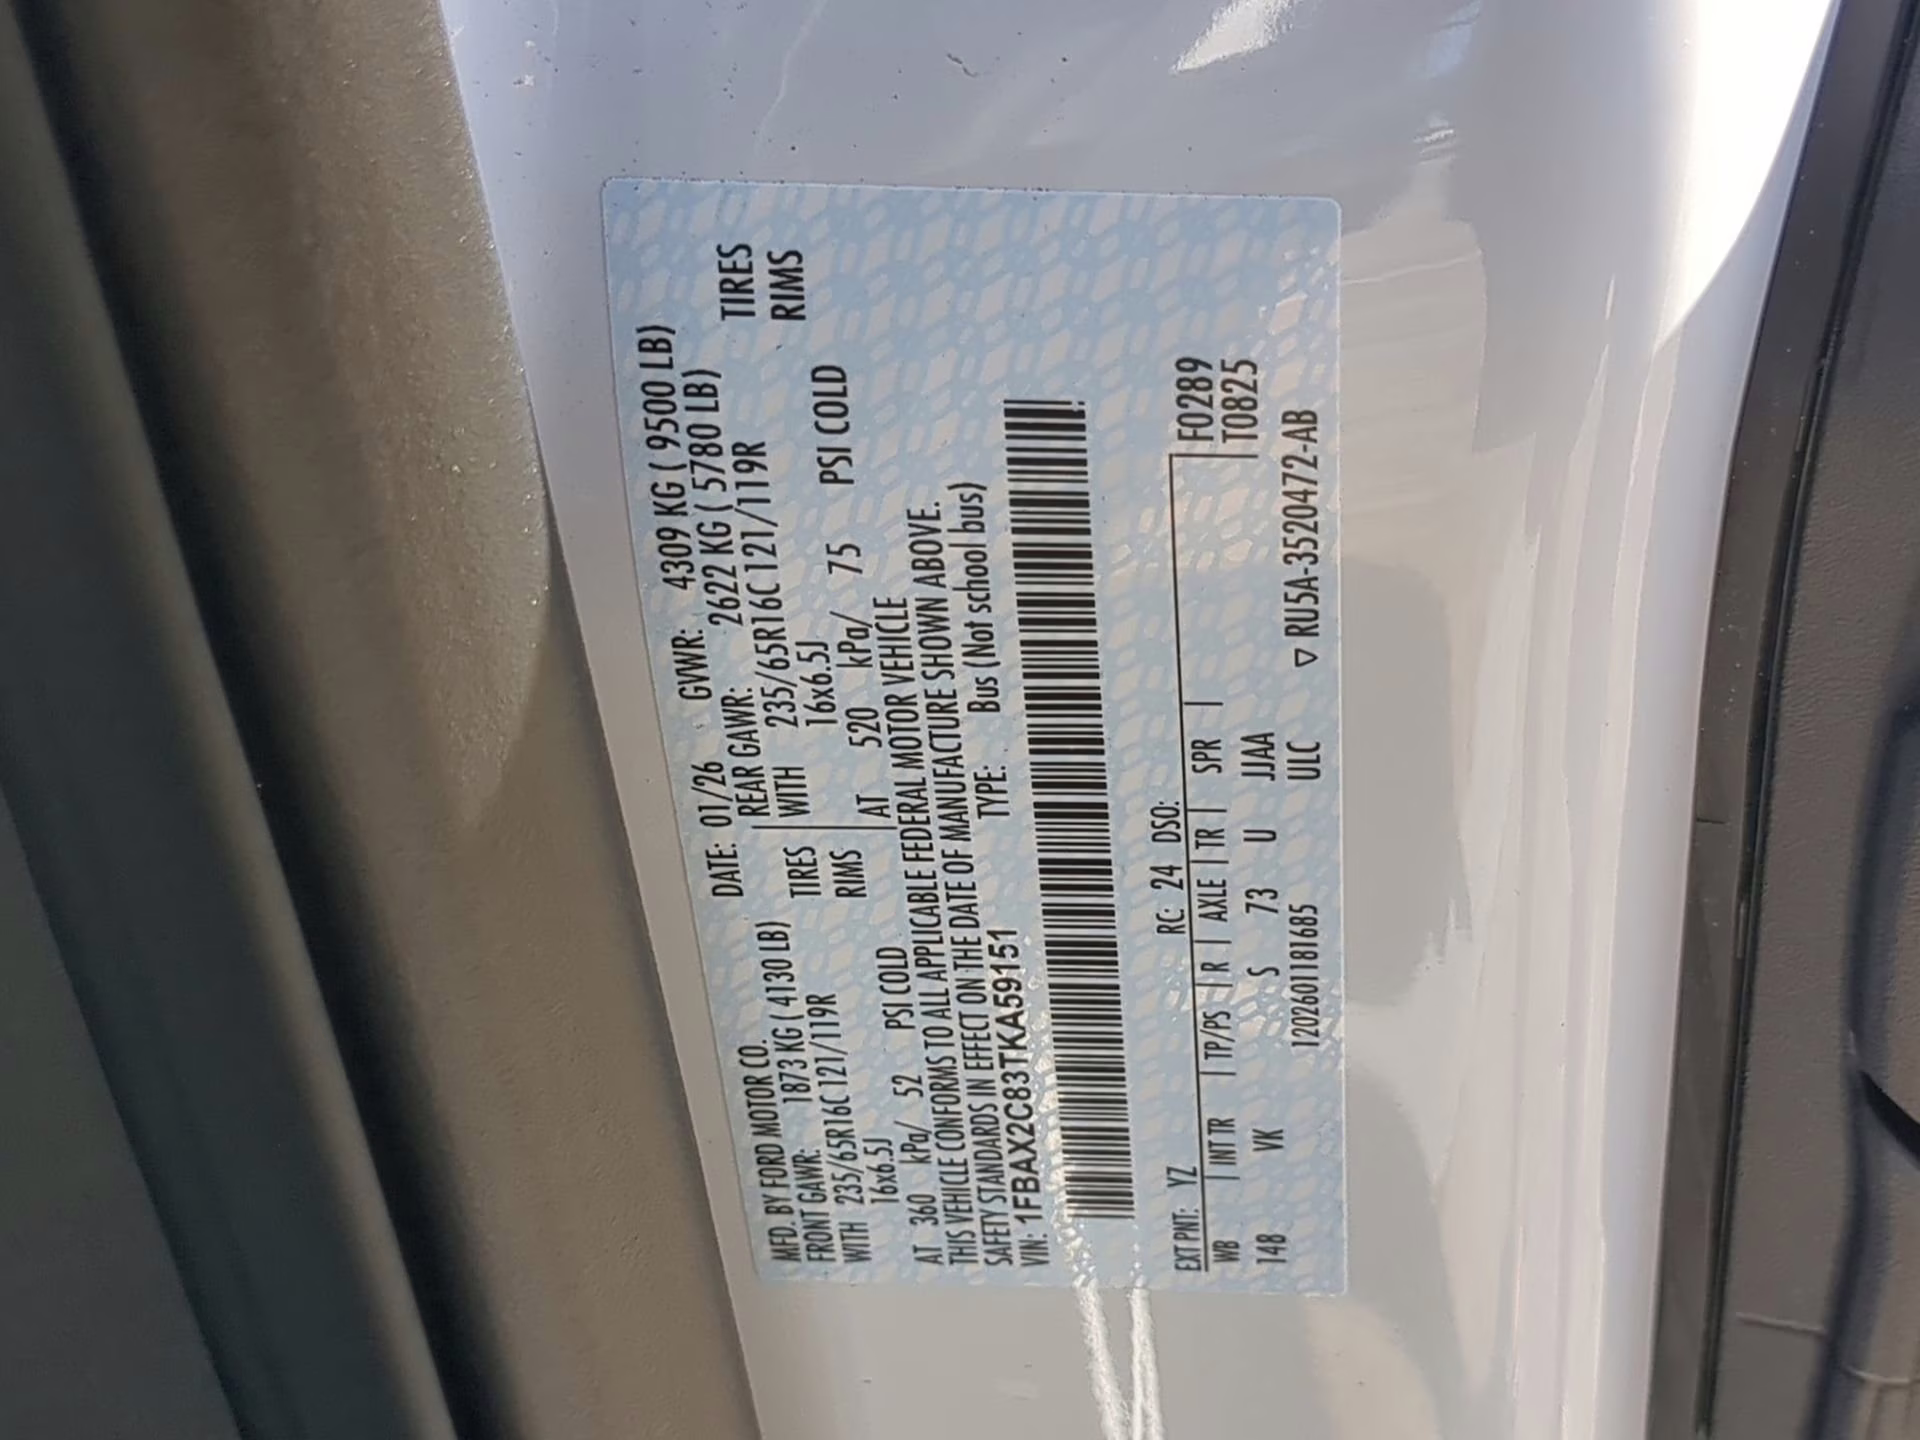 MFD. BY FORD MOTOR CO.
DATE: 01/26 GVWR: 4309 KG ( 9500 LB)
FRONT GAWR: 1873 KG ( 4130 LB) REAR GAWR: 2622 KG ( 5780 LB)
WITH 235/65R16C 121/119R TIRES WITH 235/65R16C 121/119R TIRES
16x6.5J RIMS 16x6.5J RIMS
AT 360 kPa/ 52 PSI COLD AT 520 kPa/ 75 PSI COLD
THIS VEHICLE CONFORMS TO ALL APPLICABLE FEDERAL MOTOR VEHICLE
SAFETY STANDARDS IN EFFECT ON THE DATE OF MANUFACTURE SHOWN ABOVE.
VIN: 1FBAX2C83TKA59151 TYPE: Bus (Not school bus)
EXT PNT: YZ RC: 24 DSO: F0289
WB INT TR TP/PS R AXLE TR SPR T0825
148 VK S 73 U JJAA
1202601181685 ULC ▽ RU5A-3520472-AB